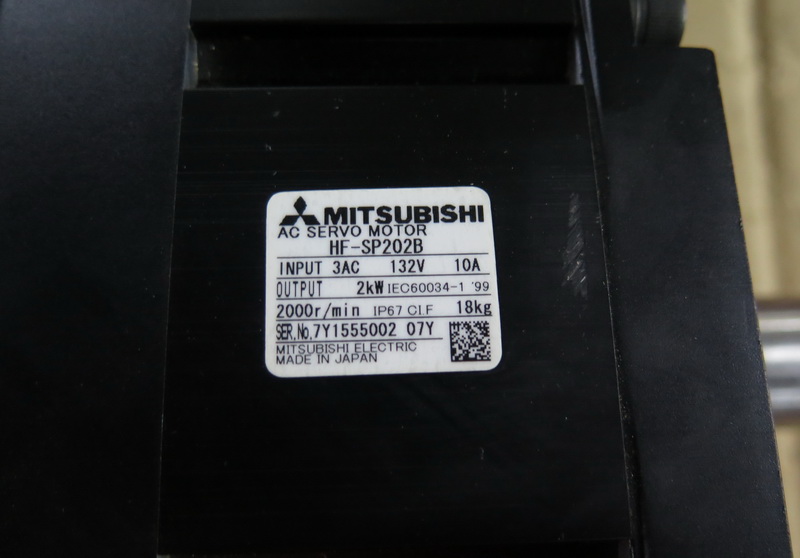 MITSUBISHI
AC SERVO MOTOR
HF-SP202B
INPUT 3AC 132V 10A
OUTPUT 2kW IEC60034-1 '99
2000r/min IP67 CI.F 18kg
SER.No.7Y1555002 07Y
MITSUBISHI ELECTRIC
MADE IN JAPAN